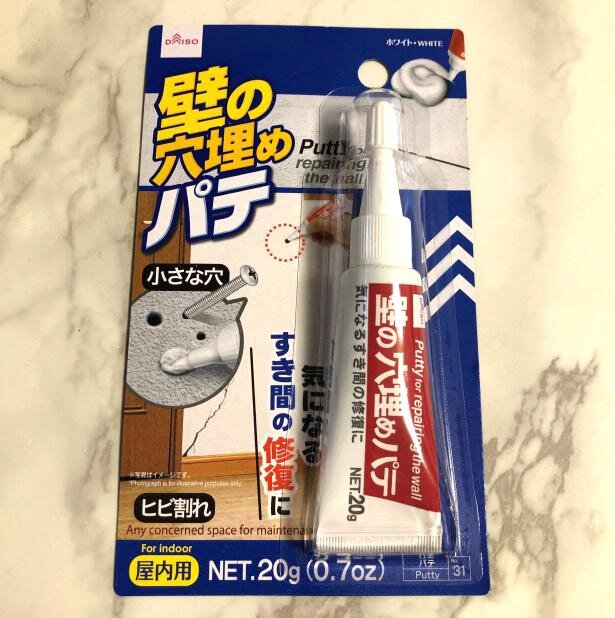 DAISO
ホワイト・WHITE
壁の
穴埋め
パテ
Putty for
repairing
the wall
小さな穴
気になる
すき間の修復に
※写真はイメージです。
*Photograph is for illustrative purposes only.
ヒビ割れ
Any concerned space for maintena
For indoor
屋内用
NET.20g(0.7oz)
パテ
Putty
No.
31
Putty for repairing the wall
壁の穴埋めパテ
気になるすき間の修復に
NET.20g